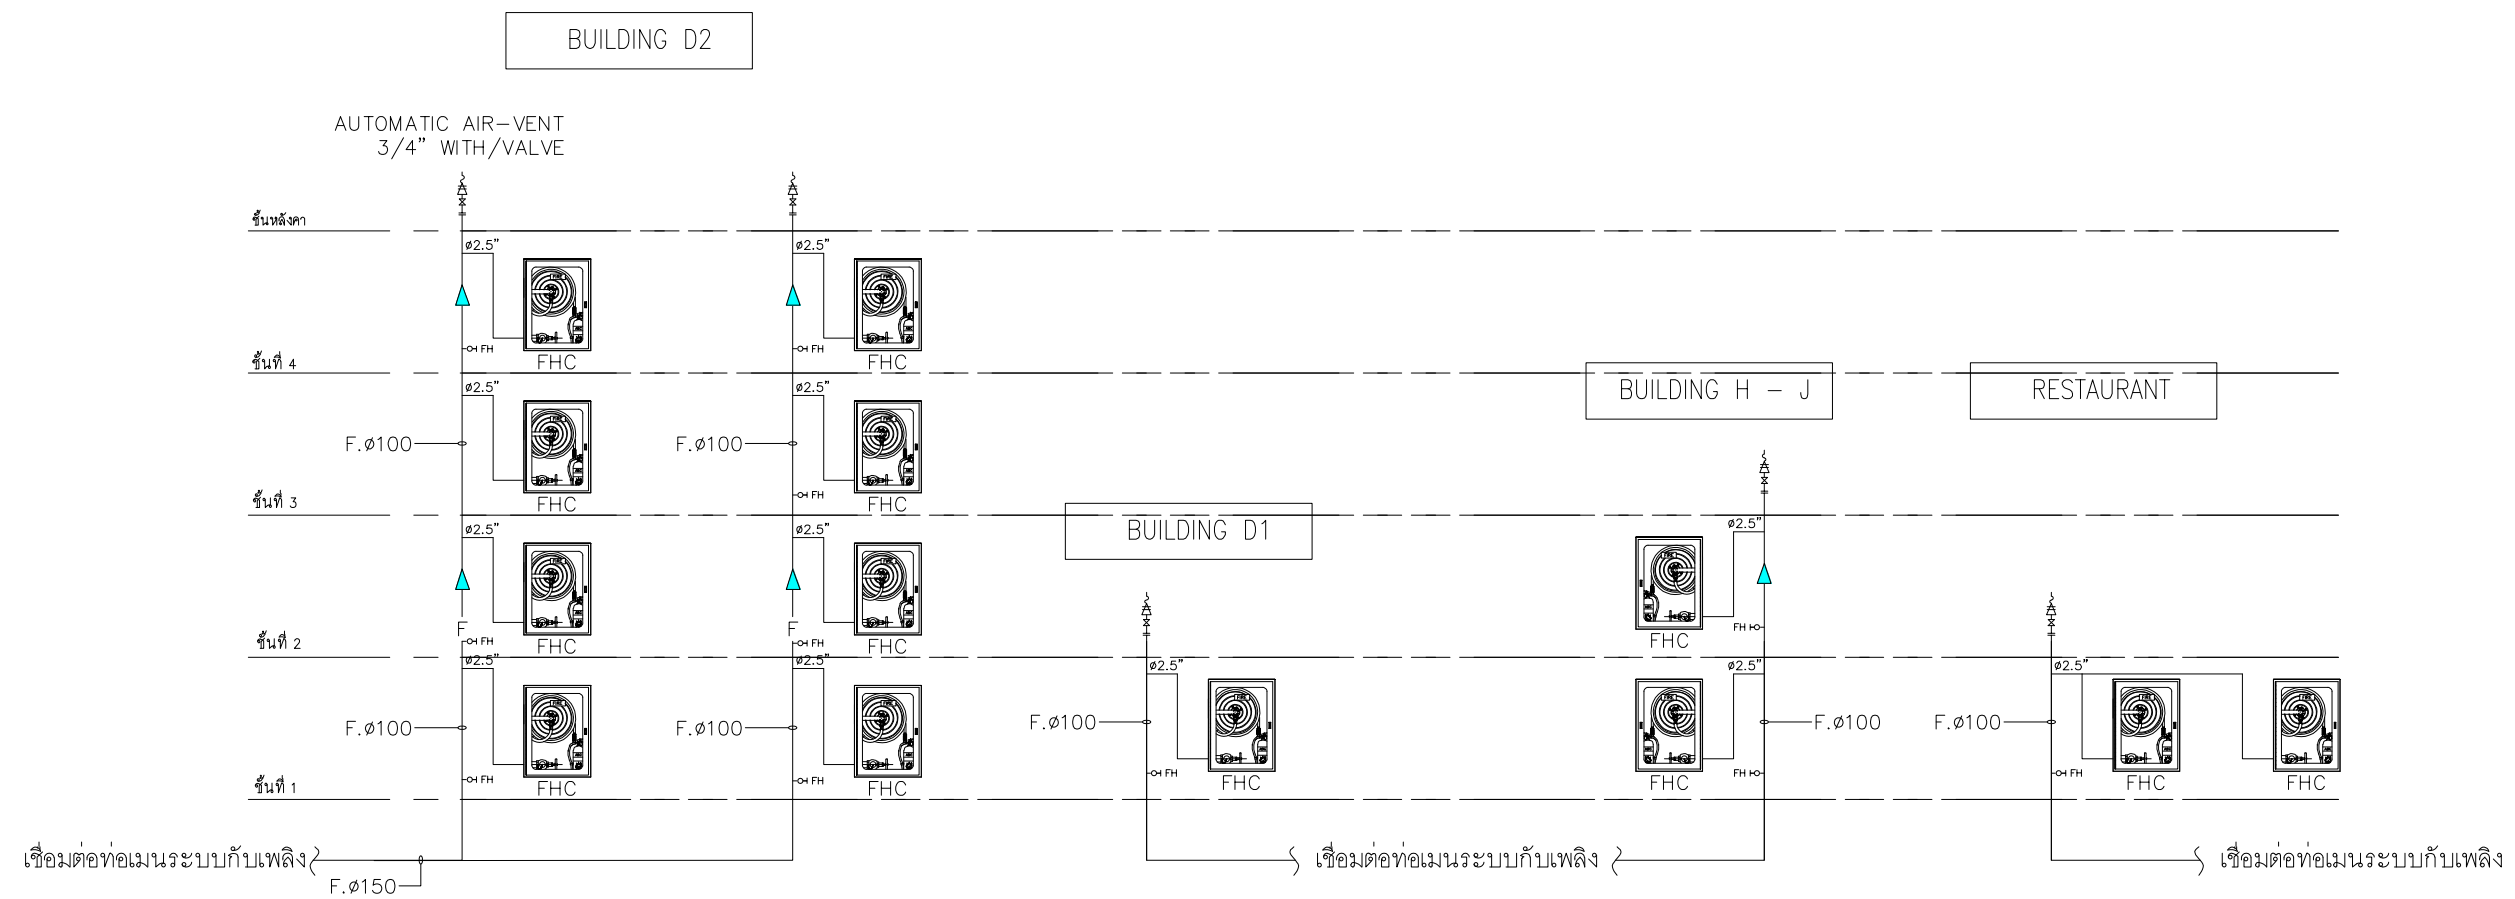 BUILDING D2
AUTOMATIC AIR-VENT
3/4" WITH/VALVE
ชั้นหลังคา
ø2.5"
ø2.5"
FH
FHC
FH
FHC
ชั้นที่ 4
BUILDING H - J
RESTAURANT
ø2.5"
ø2.5"
F.ø100
F.ø100
FHC
FH
FHC
ชั้นที่ 3
BUILDING D1
ø2.5"
ø2.5"
ø2.5"
F
F
FH
FHC
FH
FHC
FHC
FH
ชั้นที่ 2
ø2.5"
ø2.5"
ø2.5"
ø2.5"
ø2.5"
F.ø100
F.ø100
F.ø100
F.ø100
F.ø100
FH
FHC
FH
FHC
FH
FHC
FHC
FH
FH
FHC
FHC
ชั้นที่ 1
เชื่อมต่อท่อเมนระบบกับเพลิง
เชื่อมต่อท่อเมนระบบกับเพลิง
เชื่อมต่อท่อเมนระบบกับเพลิง
F.ø150